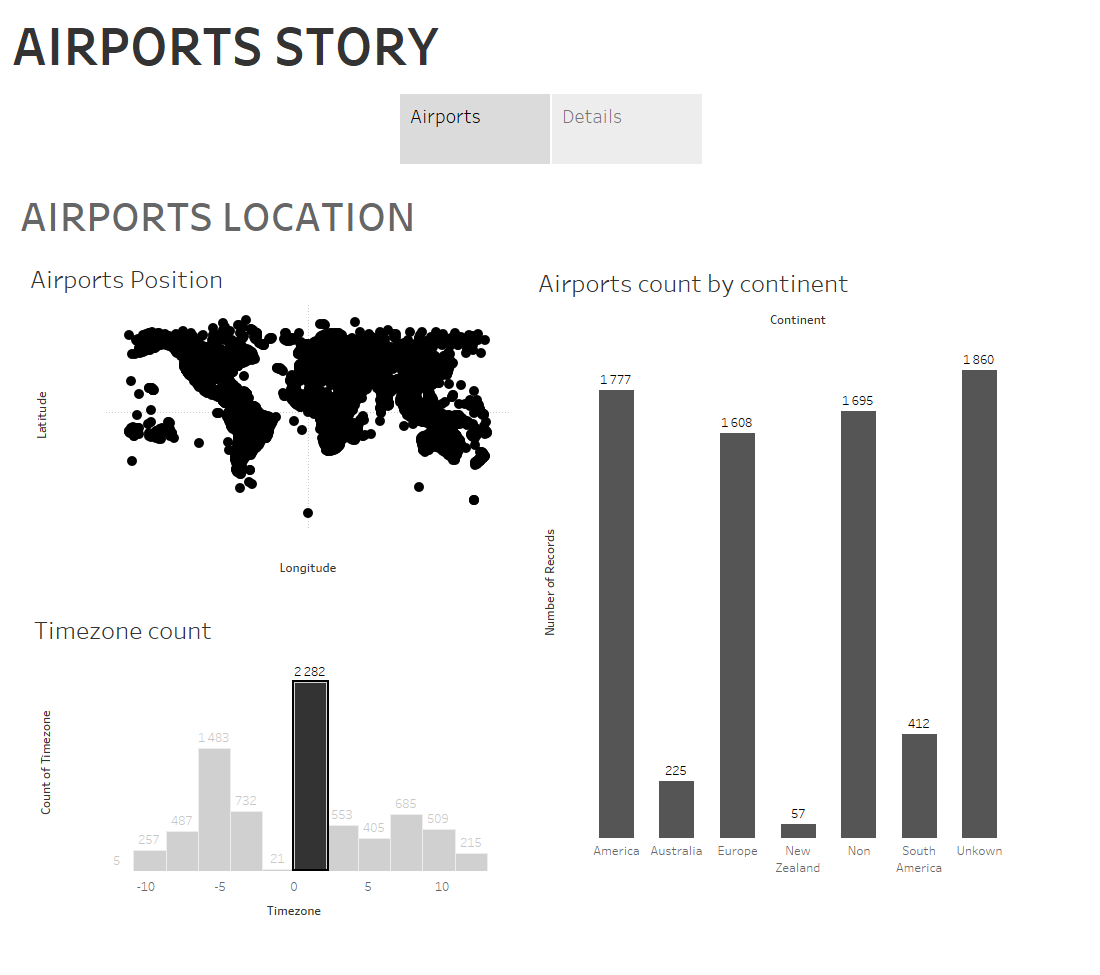 AIRPORTS STORY
Airports
Details
AIRPORTS LOCATION
Airports Position
Latitude
Longitude
Timezone count
Count of Timezone
5
257
487
1 483
732
21
2 282
553
405
685
509
215
-10
-5
0
5
10
Timezone
Airports count by continent
Continent
Number of Records
1 777
225
1 608
57
1 695
412
1 860
America
Australia
Europe
New
Zealand
Non
South
America
Unkown